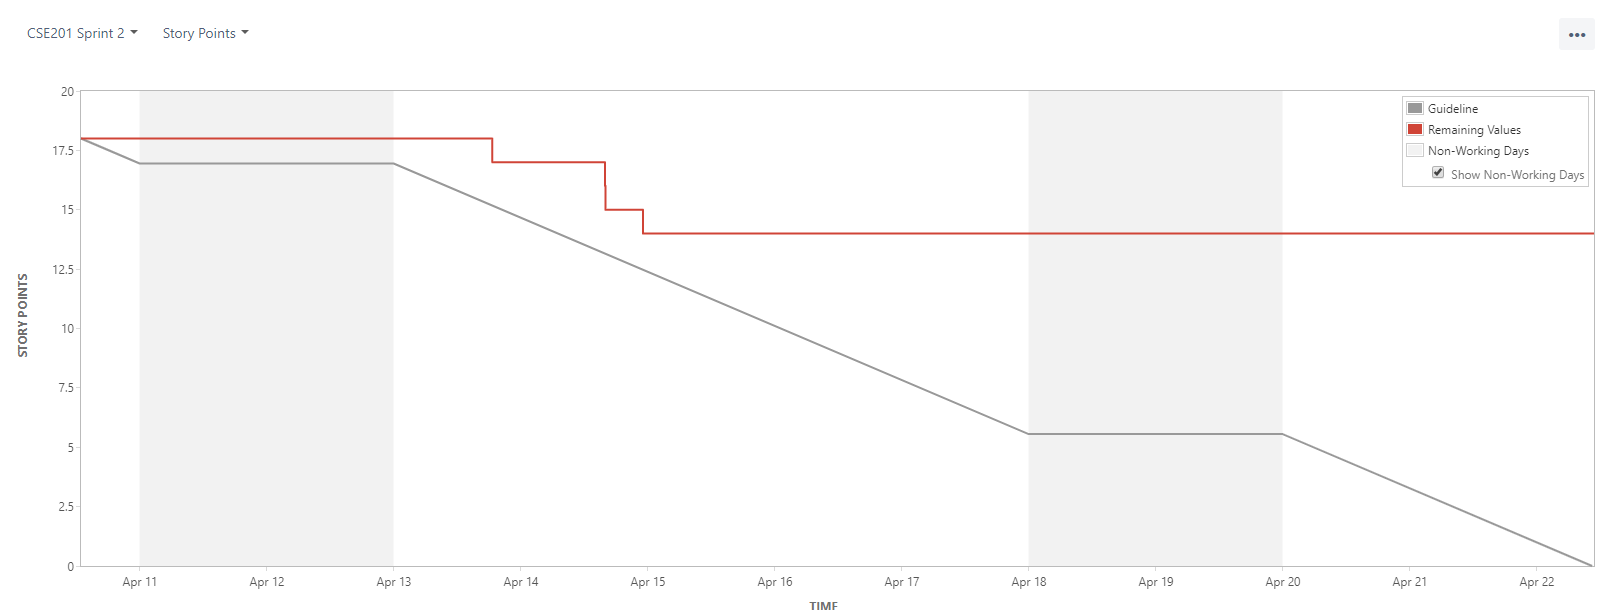 CSE201 Sprint 2 Story Points
20
17.5
15
12.5
10
7.5
5
2.5
0
STORY POINTS
Guideline
Remaining Values
Non-Working Days
Show Non-Working Days
Apr 11 Apr 12 Apr 13 Apr 14 Apr 15 Apr 16 Apr 17 Apr 18 Apr 19 Apr 20 Apr 21 Apr 22
TIME